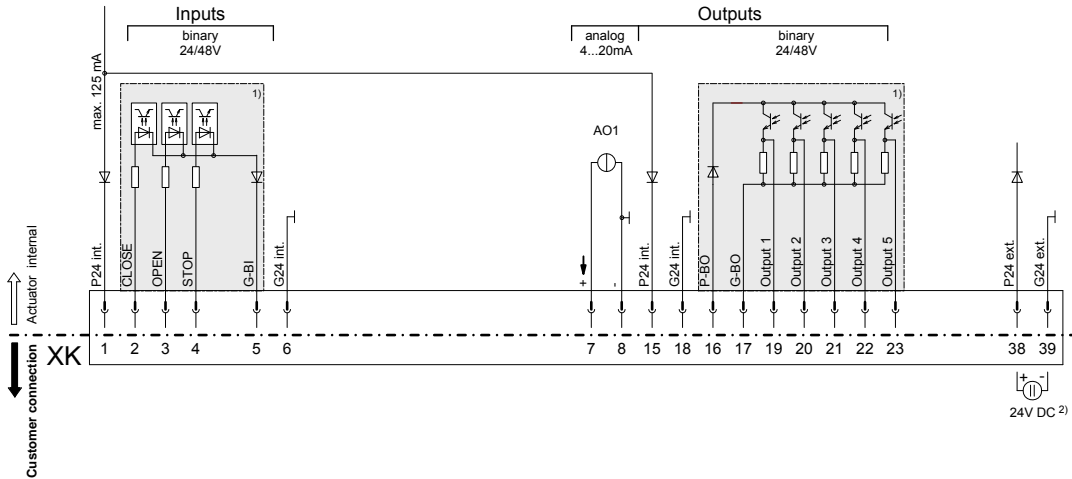 Inputs
binary
24/48V
Outputs
analog
4...20mA
binary
24/48V
max. 125 mA
1)
AO1
1)
P24 int.
CLOSE
OPEN
STOP
G-BI
G24 int.
+
-
P24 int.
G24 int.
P-BO
G-BO
Output 1
Output 2
Output 3
Output 4
Output 5
P24 ext.
G24 ext.
Actuator internal
Customer connection
XK
1 2 3 4 5 6 7 8 15 18 16 17 19 20 21 22 23 38 39
+ -
24V DC 2)